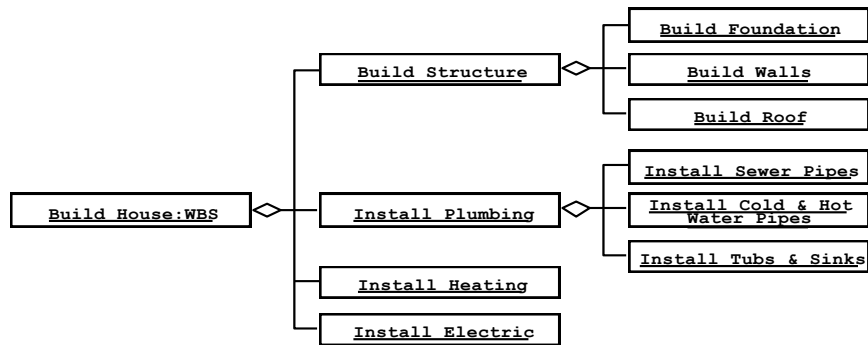 Build Foundation
Build Structure
Build Walls
Build Roof
Install Sewer Pipes
Build House:WBS
Install Plumbing
Install Cold & Hot
Water Pipes
Install Tubs & Sinks
Install Heating
Install Electric